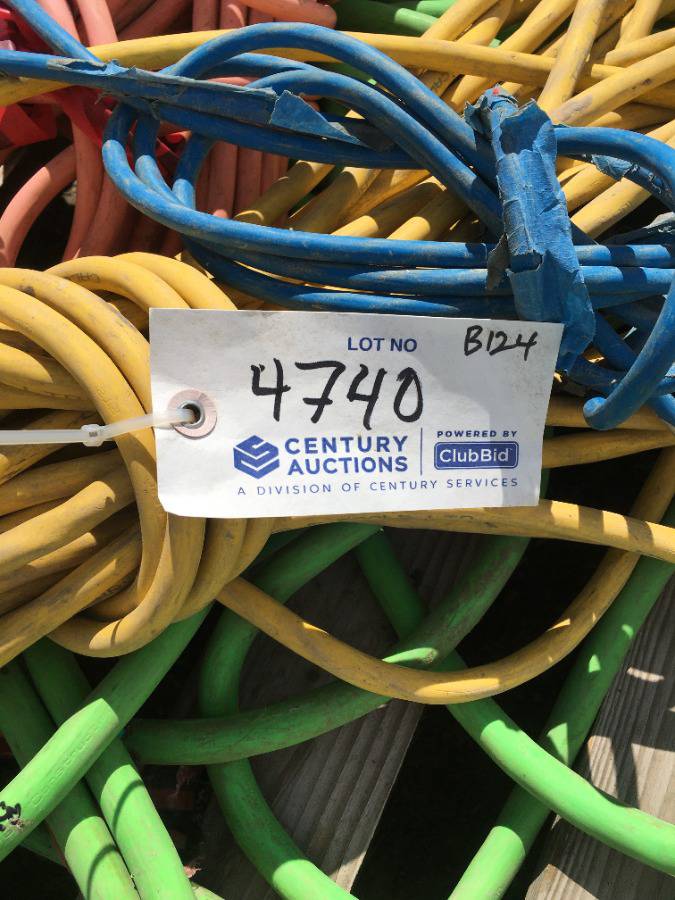 LOT NO
B124
4740
CENTURY
AUCTIONS
POWERED BY
ClubBid
A DIVISION OF CENTURY SERVICES